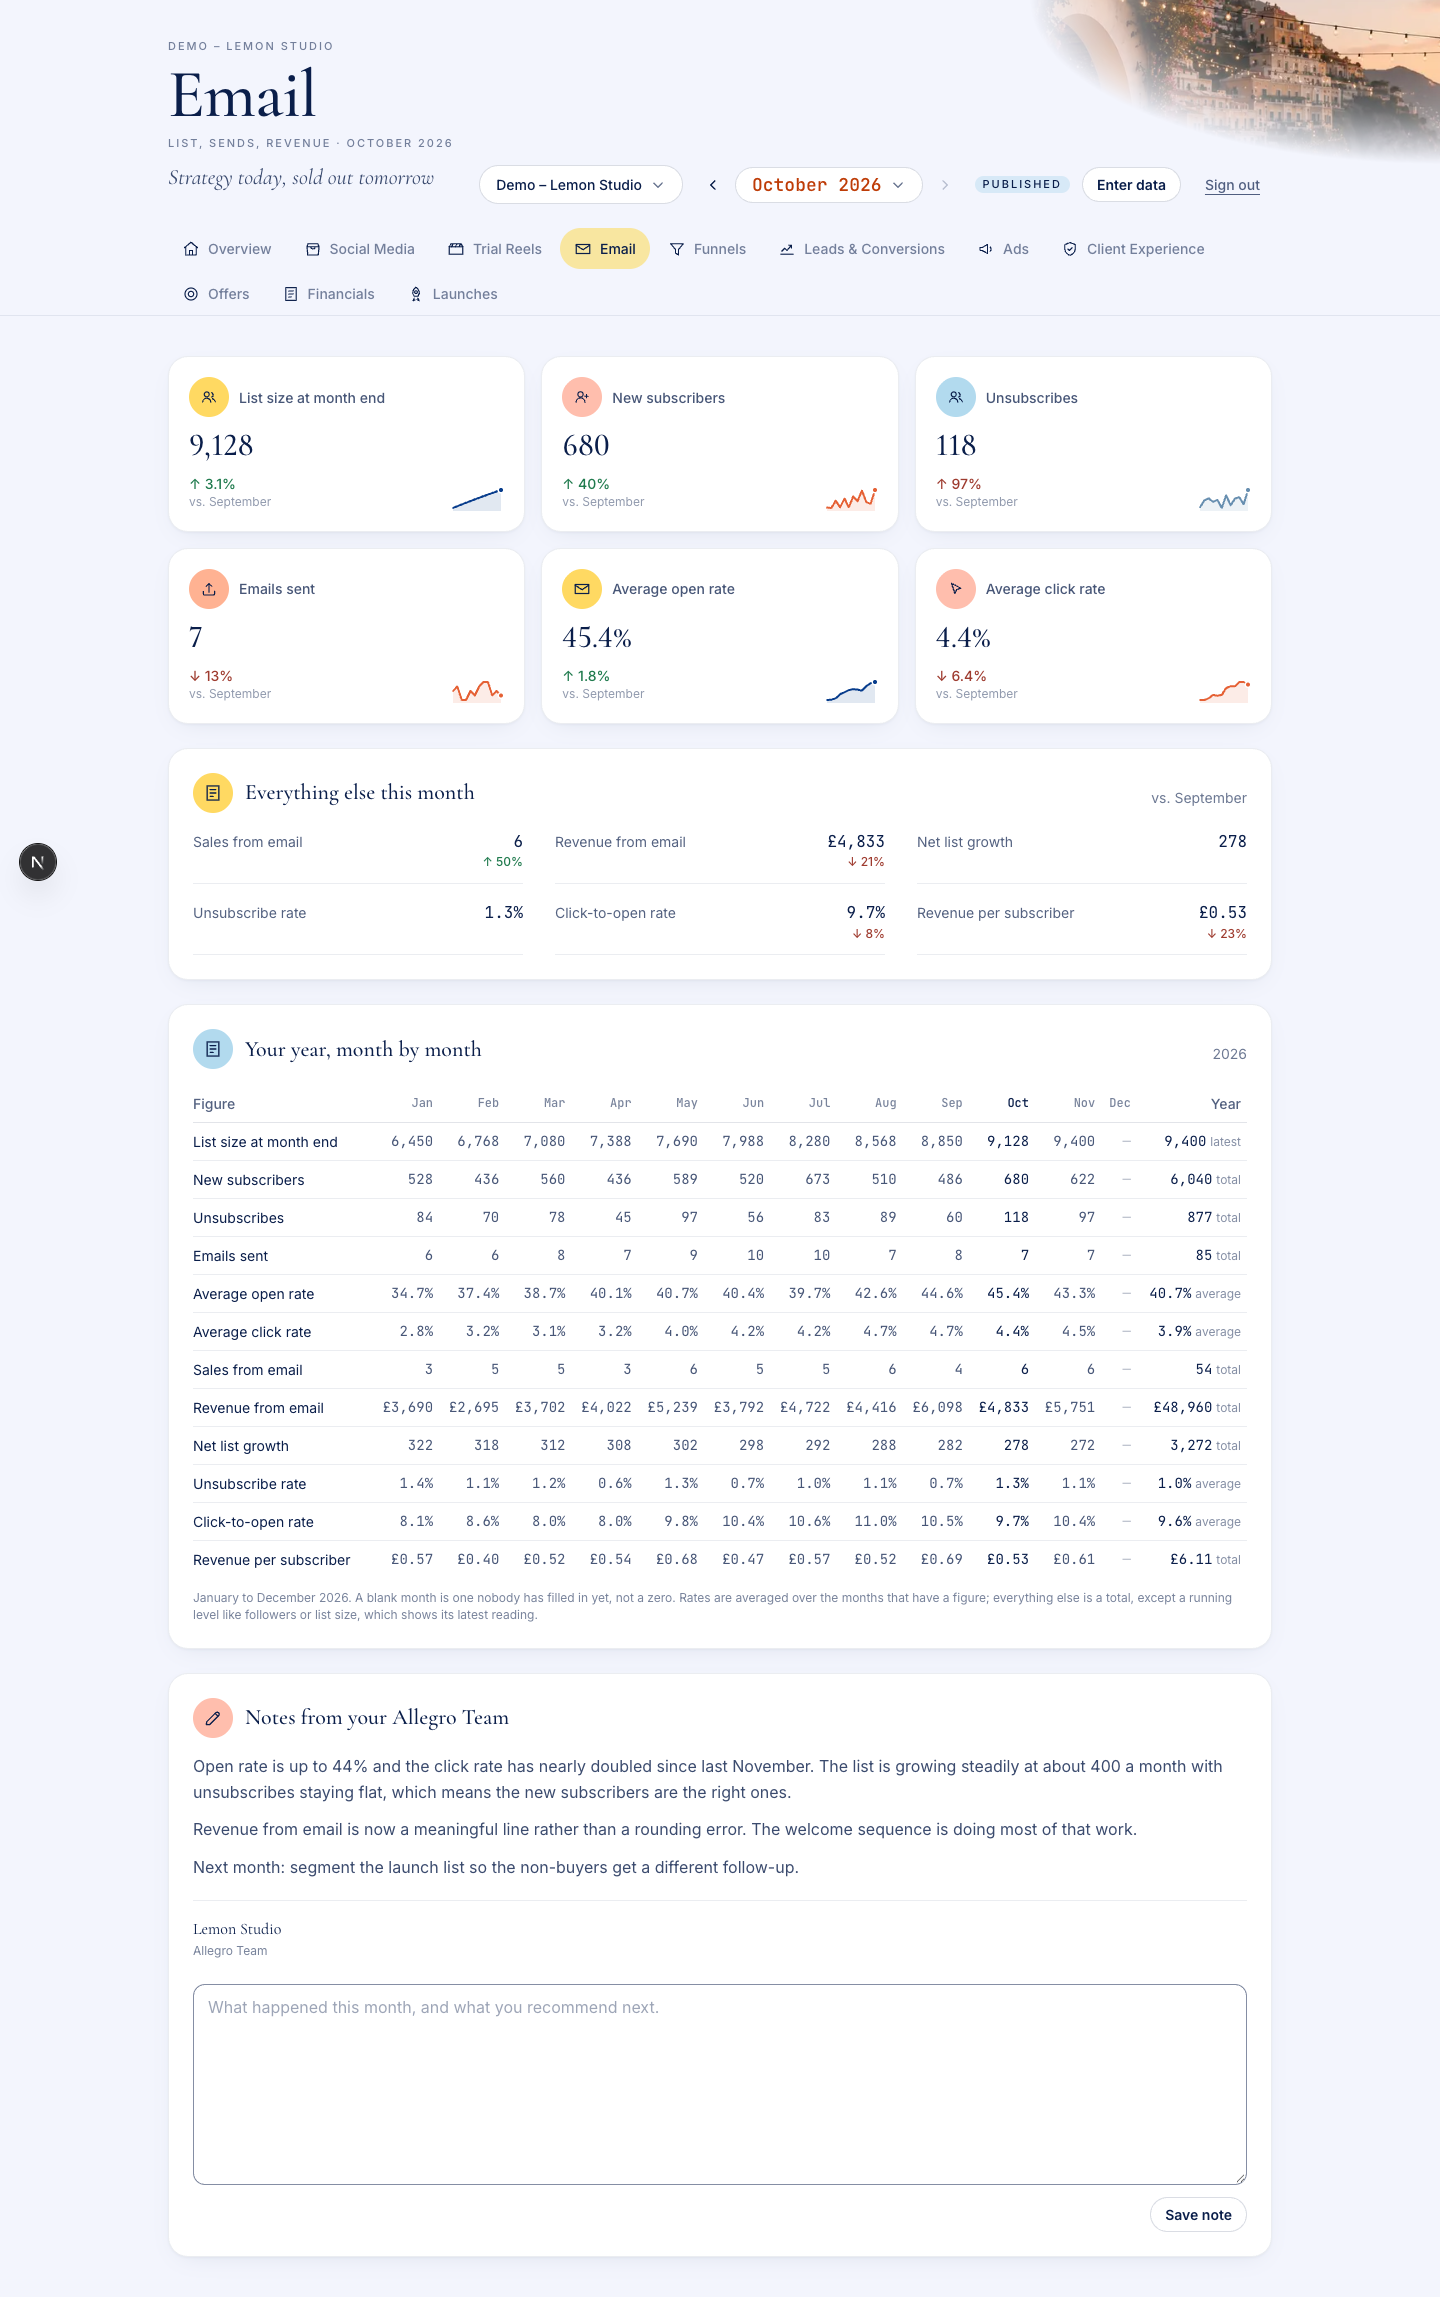 DEMO – LEMON STUDIO
Email
LIST, SENDS, REVENUE · OCTOBER 2026
Strategy today, sold out tomorrow
Demo – Lemon Studio
October 2026
PUBLISHED
Enter data
Sign out
Overview
Social Media
Trial Reels
Email
Funnels
Leads & Conversions
Ads
Client Experience
Offers
Financials
Launches
List size at month end
9,128
↑ 3.1%
vs. September
New subscribers
680
↑ 40%
vs. September
Unsubscribes
118
↑ 97%
vs. September
Emails sent
7
↓ 13%
vs. September
Average open rate
45.4%
↑ 1.8%
vs. September
Average click rate
4.4%
↓ 6.4%
vs. September
N
Everything else this month
vs. September
Sales from email 6
↑ 50%
Revenue from email £4,833
↓ 21%
Net list growth 278
Unsubscribe rate 1.3%
Click-to-open rate 9.7%
↓ 8%
Revenue per subscriber £0.53
↓ 23%
Your year, month by month
2026
Figure Jan Feb Mar Apr May Jun Jul Aug Sep Oct Nov Dec Year
List size at month end 6,450 6,768 7,080 7,388 7,690 7,988 8,280 8,568 8,850 9,128 9,400 – 9,400 latest
New subscribers 528 436 560 436 589 520 673 510 486 680 622 – 6,040 total
Unsubscribes 84 70 78 45 97 56 83 89 60 118 97 – 877 total
Emails sent 6 6 8 7 9 10 10 7 8 7 7 – 85 total
Average open rate 34.7% 37.4% 38.7% 40.1% 40.7% 40.4% 39.7% 42.6% 44.6% 45.4% 43.3% – 40.7% average
Average click rate 2.8% 3.2% 3.1% 3.2% 4.0% 4.2% 4.2% 4.7% 4.7% 4.4% 4.5% – 3.9% average
Sales from email 3 5 5 3 6 5 5 6 4 6 6 – 54 total
Revenue from email £3,690 £2,695 £3,702 £4,022 £5,239 £3,792 £4,722 £4,416 £6,098 £4,833 £5,751 – £48,960 total
Net list growth 322 318 312 308 302 298 292 288 282 278 272 – 3,272 total
Unsubscribe rate 1.4% 1.1% 1.2% 0.6% 1.3% 0.7% 1.0% 1.1% 0.7% 1.3% 1.1% – 1.0% average
Click-to-open rate 8.1% 8.6% 8.0% 8.0% 9.8% 10.4% 10.6% 11.0% 10.5% 9.7% 10.4% – 9.6% average
Revenue per subscriber £0.57 £0.40 £0.52 £0.54 £0.68 £0.47 £0.57 £0.52 £0.69 £0.53 £0.61 – £6.11 total
January to December 2026. A blank month is one nobody has filled in yet, not a zero. Rates are averaged over the months that have a figure; everything else is a total, except a running
level like followers or list size, which shows its latest reading.
Notes from your Allegro Team
Open rate is up to 44% and the click rate has nearly doubled since last November. The list is growing steadily at about 400 a month with
unsubscribes staying flat, which means the new subscribers are the right ones.
Revenue from email is now a meaningful line rather than a rounding error. The welcome sequence is doing most of that work.
Next month: segment the launch list so the non-buyers get a different follow-up.
Lemon Studio
Allegro Team
What happened this month, and what you recommend next.
Save note